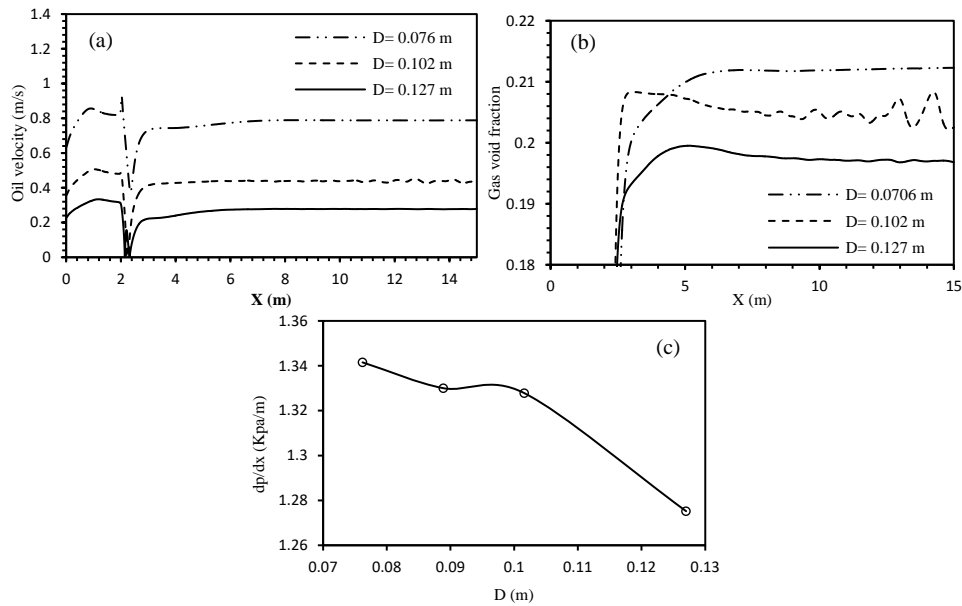 (a)
D= 0.076 m
D= 0.102 m
D= 0.127 m
Oil velocity (m/s)
1.4
1.2
1
0.8
0.6
0.4
0.2
0
0 2 4 6 8 10 12 14
X (m)
(b)
D= 0.0706 m
D= 0.102 m
D= 0.127 m
Gas void fraction
0.22
0.21
0.2
0.19
0.18
0 5 10 15
X (m)
(c)
dp/dx (Kpa/m)
1.36
1.34
1.32
1.3
1.28
1.26
0.07 0.08 0.09 0.1 0.11 0.12 0.13
D (m)